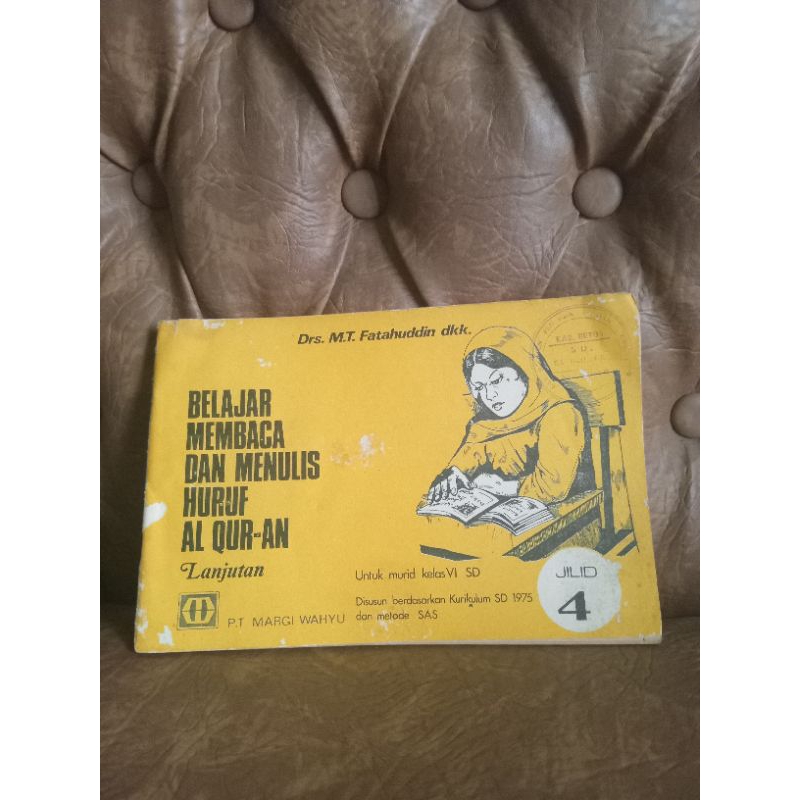 Drs. M.T. Fatahuddin dkk.
BELAJAR
MEMBACA
DAN MENULIS
HURUF
AL QUR-AN
Lanjutan
P.T MARGI WAHYU
Untuk murid kelas VI SD
Disusun berdasarkan Kurikulum SD 1975
dan metode SAS
JILID
4